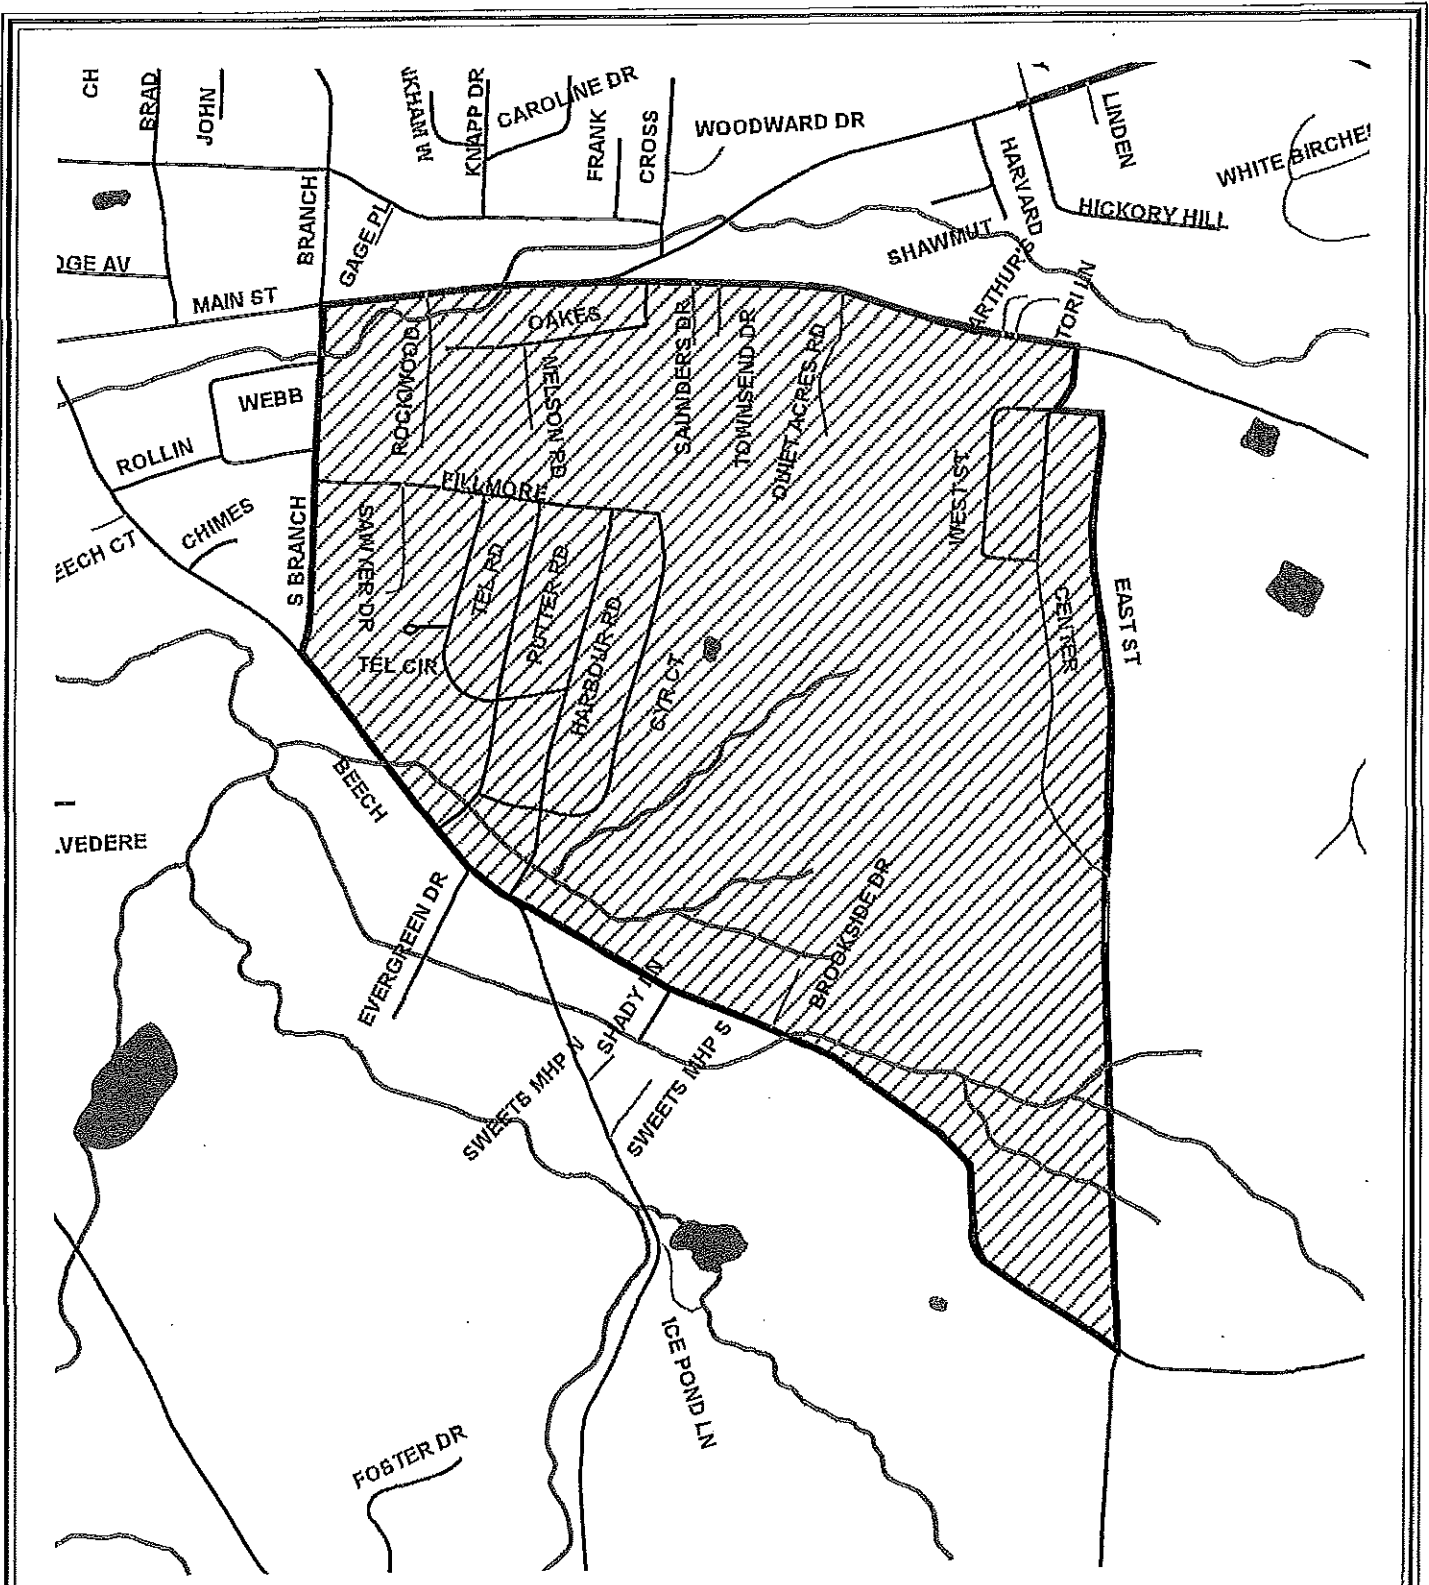 CH
BRAD
JOHN
KNAPP DR
CAROLINE DR
FRANK
CROSS
WOODWARD DR
LINDEN
HARVARD
WHITE BIRCHES
HICKORY HILL
SHAWMUT
BRANCH
GAGE PL
MAIN ST
ARTHUR'S
TORI LN
OAKES
ROCKWOOD
NELSON RD
SAUNDERS DR
TOWNSEND DR
QUIET ACRES RD
WEBB
ROLLIN
CHIMES
S BRANCH
FILLMORE
SAWYER DR
TEL RD
RUTTER RD
HARBOUR RD
TEL CIR
CYR CT
WEST ST
CENTER
EAST ST
BEECH
.VEDERE
EVERGREEN DR
BROOKSIDE DR
SHADY LN
SWEETS MHP N
SWEETS MHP S
ICE POND LN
FOSTER DR